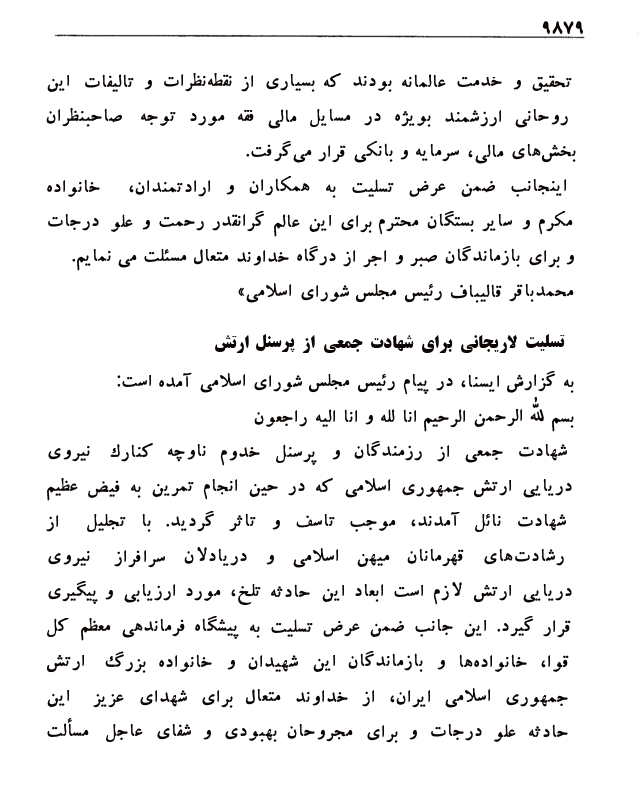 ۹۸۷۹
تحقیق و خدمت عالمانه بودند که بسیاری از نقطه‌نظرات و تالیفات این
روحانی ارزشمند بویژه در مسایل مالی فقه مورد توجه صاحبنظران
بخش‌های مالی، سرمایه و بانکی قرار می‌گرفت.
اینجانب ضمن عرض تسلیت به همکاران و ارادتمندان، خانواده
مکرم و سایر بستگان محترم برای این عالم گرانقدر رحمت و علو درجات
و برای بازماندگان صبر و اجر از درگاه خداوند متعال مسئلت می نمایم.
محمدباقر قالیباف رئیس مجلس شورای اسلامی»
تسلیت لاریجانی برای شهادت جمعی از پرسنل ارتش
به گزارش ایسنا، در پیام رئیس مجلس شورای اسلامی آمده است:
بسم لله الرحمن الرحیم انا لله و انا الیه راجعون
شهادت جمعی از رزمندگان و پرسنل خدوم ناوچه کنارك نیروی
دریایی ارتش جمهوری اسلامی که در حین انجام تمرین به فیض عظیم
شهادت نائل آمدند، موجب تاسف و تاثر گردید. با تجلیل از
رشادت‌های قهرمانان میهن اسلامی و دریادلان سرافراز نیروی
دریایی ارتش لازم است ابعاد این حادثه تلخ، مورد ارزیابی و پیگیری
قرار گیرد. این جانب ضمن عرض تسلیت به پیشگاه فرماندهی معظم کل
قوا، خانواده‌ها و بازماندگان این شهیدان و خانواده بزرگ ارتش
جمهوری اسلامی ایران، از خداوند متعال برای شهدای عزیز این
حادثه علو درجات و برای مجروحان بهبودی و شفای عاجل مسألت